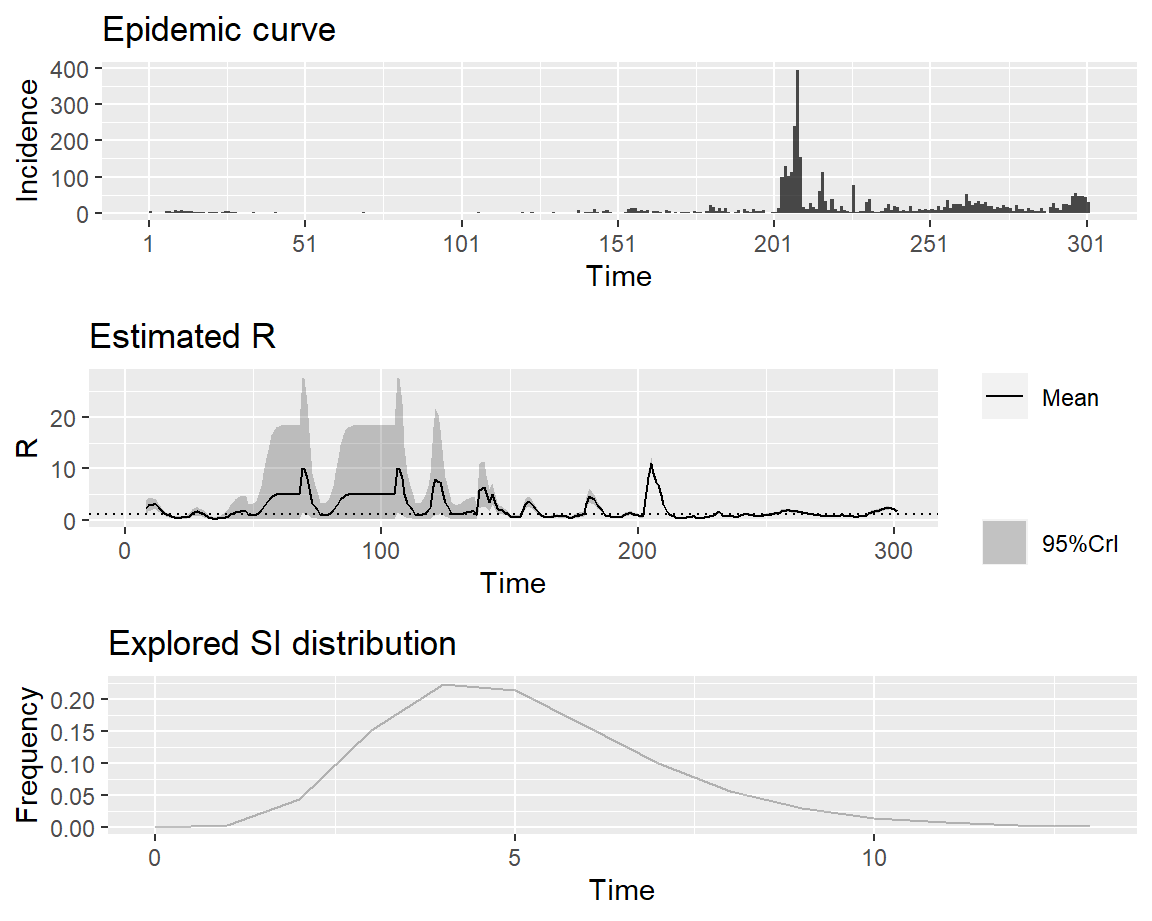 Epidemic curve
Incidence
400
300
200
100
0
1 51 101 151 201 251 301
Time
Estimated R
R
20
10
0
0 100 200 300
Time
Mean
95%CrI
Explored SI distribution
Frequency
0.20
0.15
0.10
0.05
0.00
0 5 10
Time